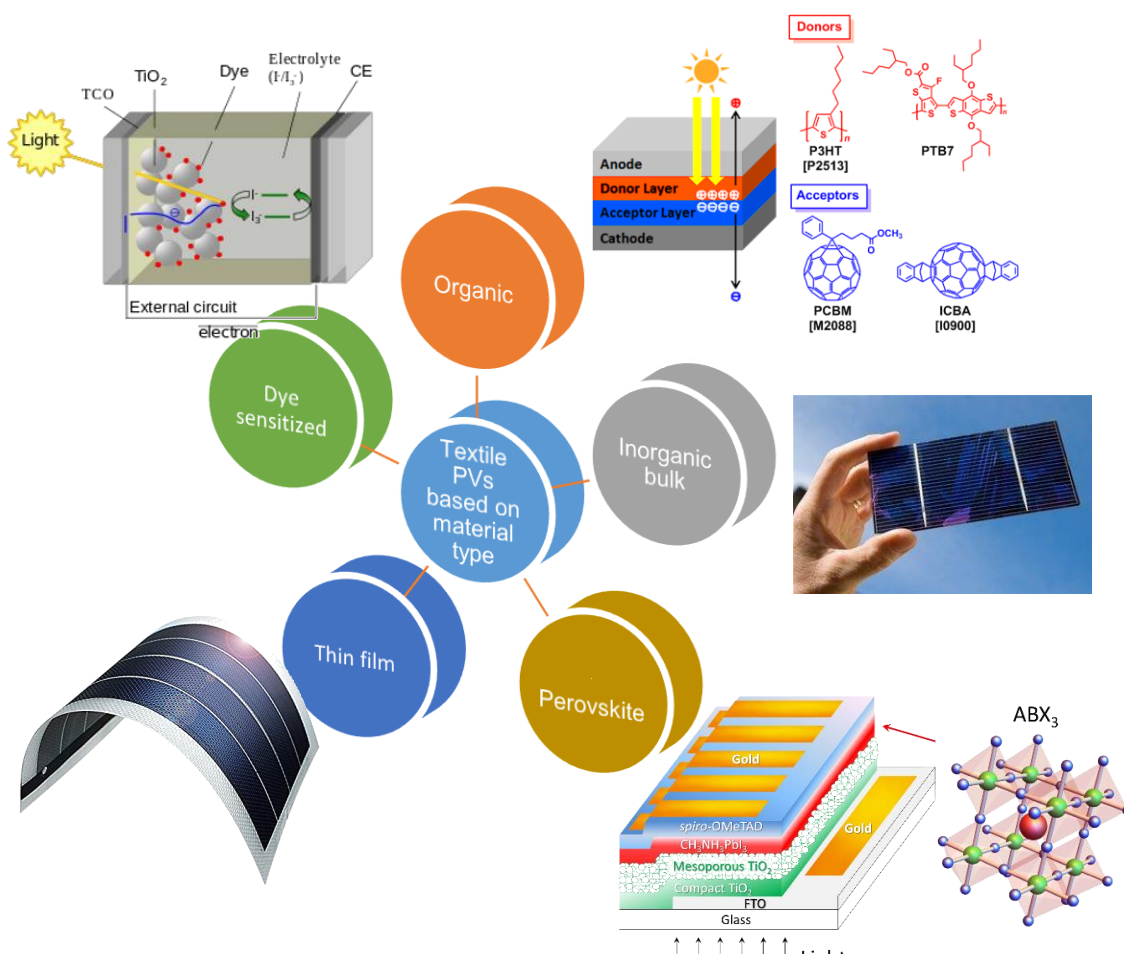 Light
TCO
TiO₂
Dye
Electrolyte
(I⁻/I₃⁻)
CE
I⁻
I₃⁻
External circuit
electron
Anode
Donor Layer
Acceptor Layer
Cathode
Donors
O
O
F
S
S
S
S
n
O
O
S
n
P3HT
[P2513]
PTB7
Acceptors
OCH₃
O
PCBM
[M2088]
ICBA
[I0900]
Organic
Dye
sensitized
Inorganic
bulk
Textile
PVs
based on
material
type
Thin film
Perovskite
Gold
spiro-OMeTAD
CH₃NH₃PbI₃
Mesoporous TiO₂
Compact TiO₂
Gold
FTO
Glass
ABX₃